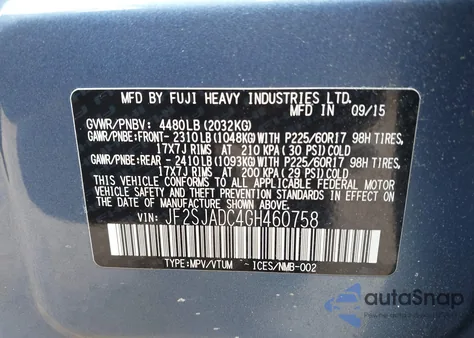 MFD BY FUJI HEAVY INDUSTRIES LTD.
MFD IN 09/15
GVWR/PNBV: 4480LB (2032KG)
GAWR/PNBE:FRONT- 2310LB(1048KG)WITH P225/60R17 98H TIRES,
17X7J RIMS AT 210 KPA (30 PSI) COLD
GAWR/PNBE:REAR - 2410LB(1093KG)WITH P225/60R17 98H TIRES,
17X7J RIMS AT 200 KPA (29 PSI) COLD
THIS VEHICLE CONFORMS TO ALL APPLICABLE FEDERAL MOTOR
VEHICLE SAFETY AND THEFT PREVENTION STANDARDS IN EFFECT
ON THE DATE OF MANUFACTURE SHOWN ABOVE.
VIN: JF2SJADC4GH460758
TYPE:MPV/VTUM ~ICES/NMB-002
autoSnap